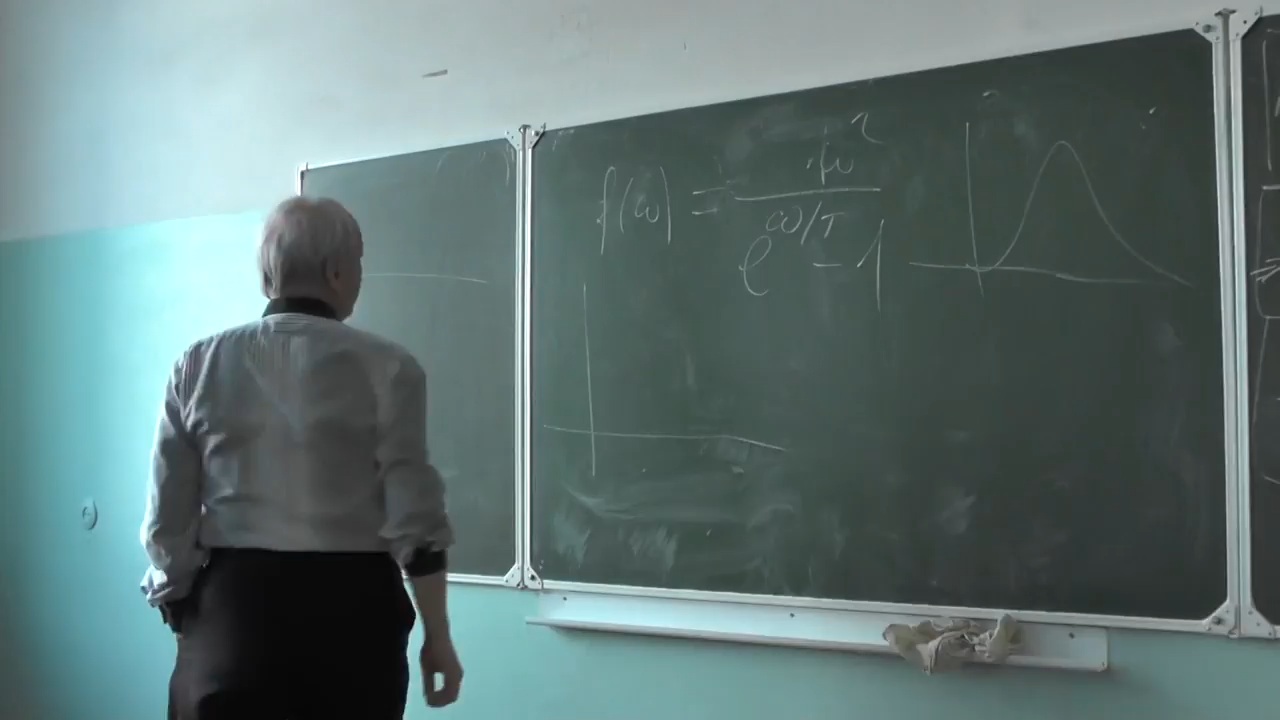 f(ω) = ω² / (e^{ω/T} - 1)